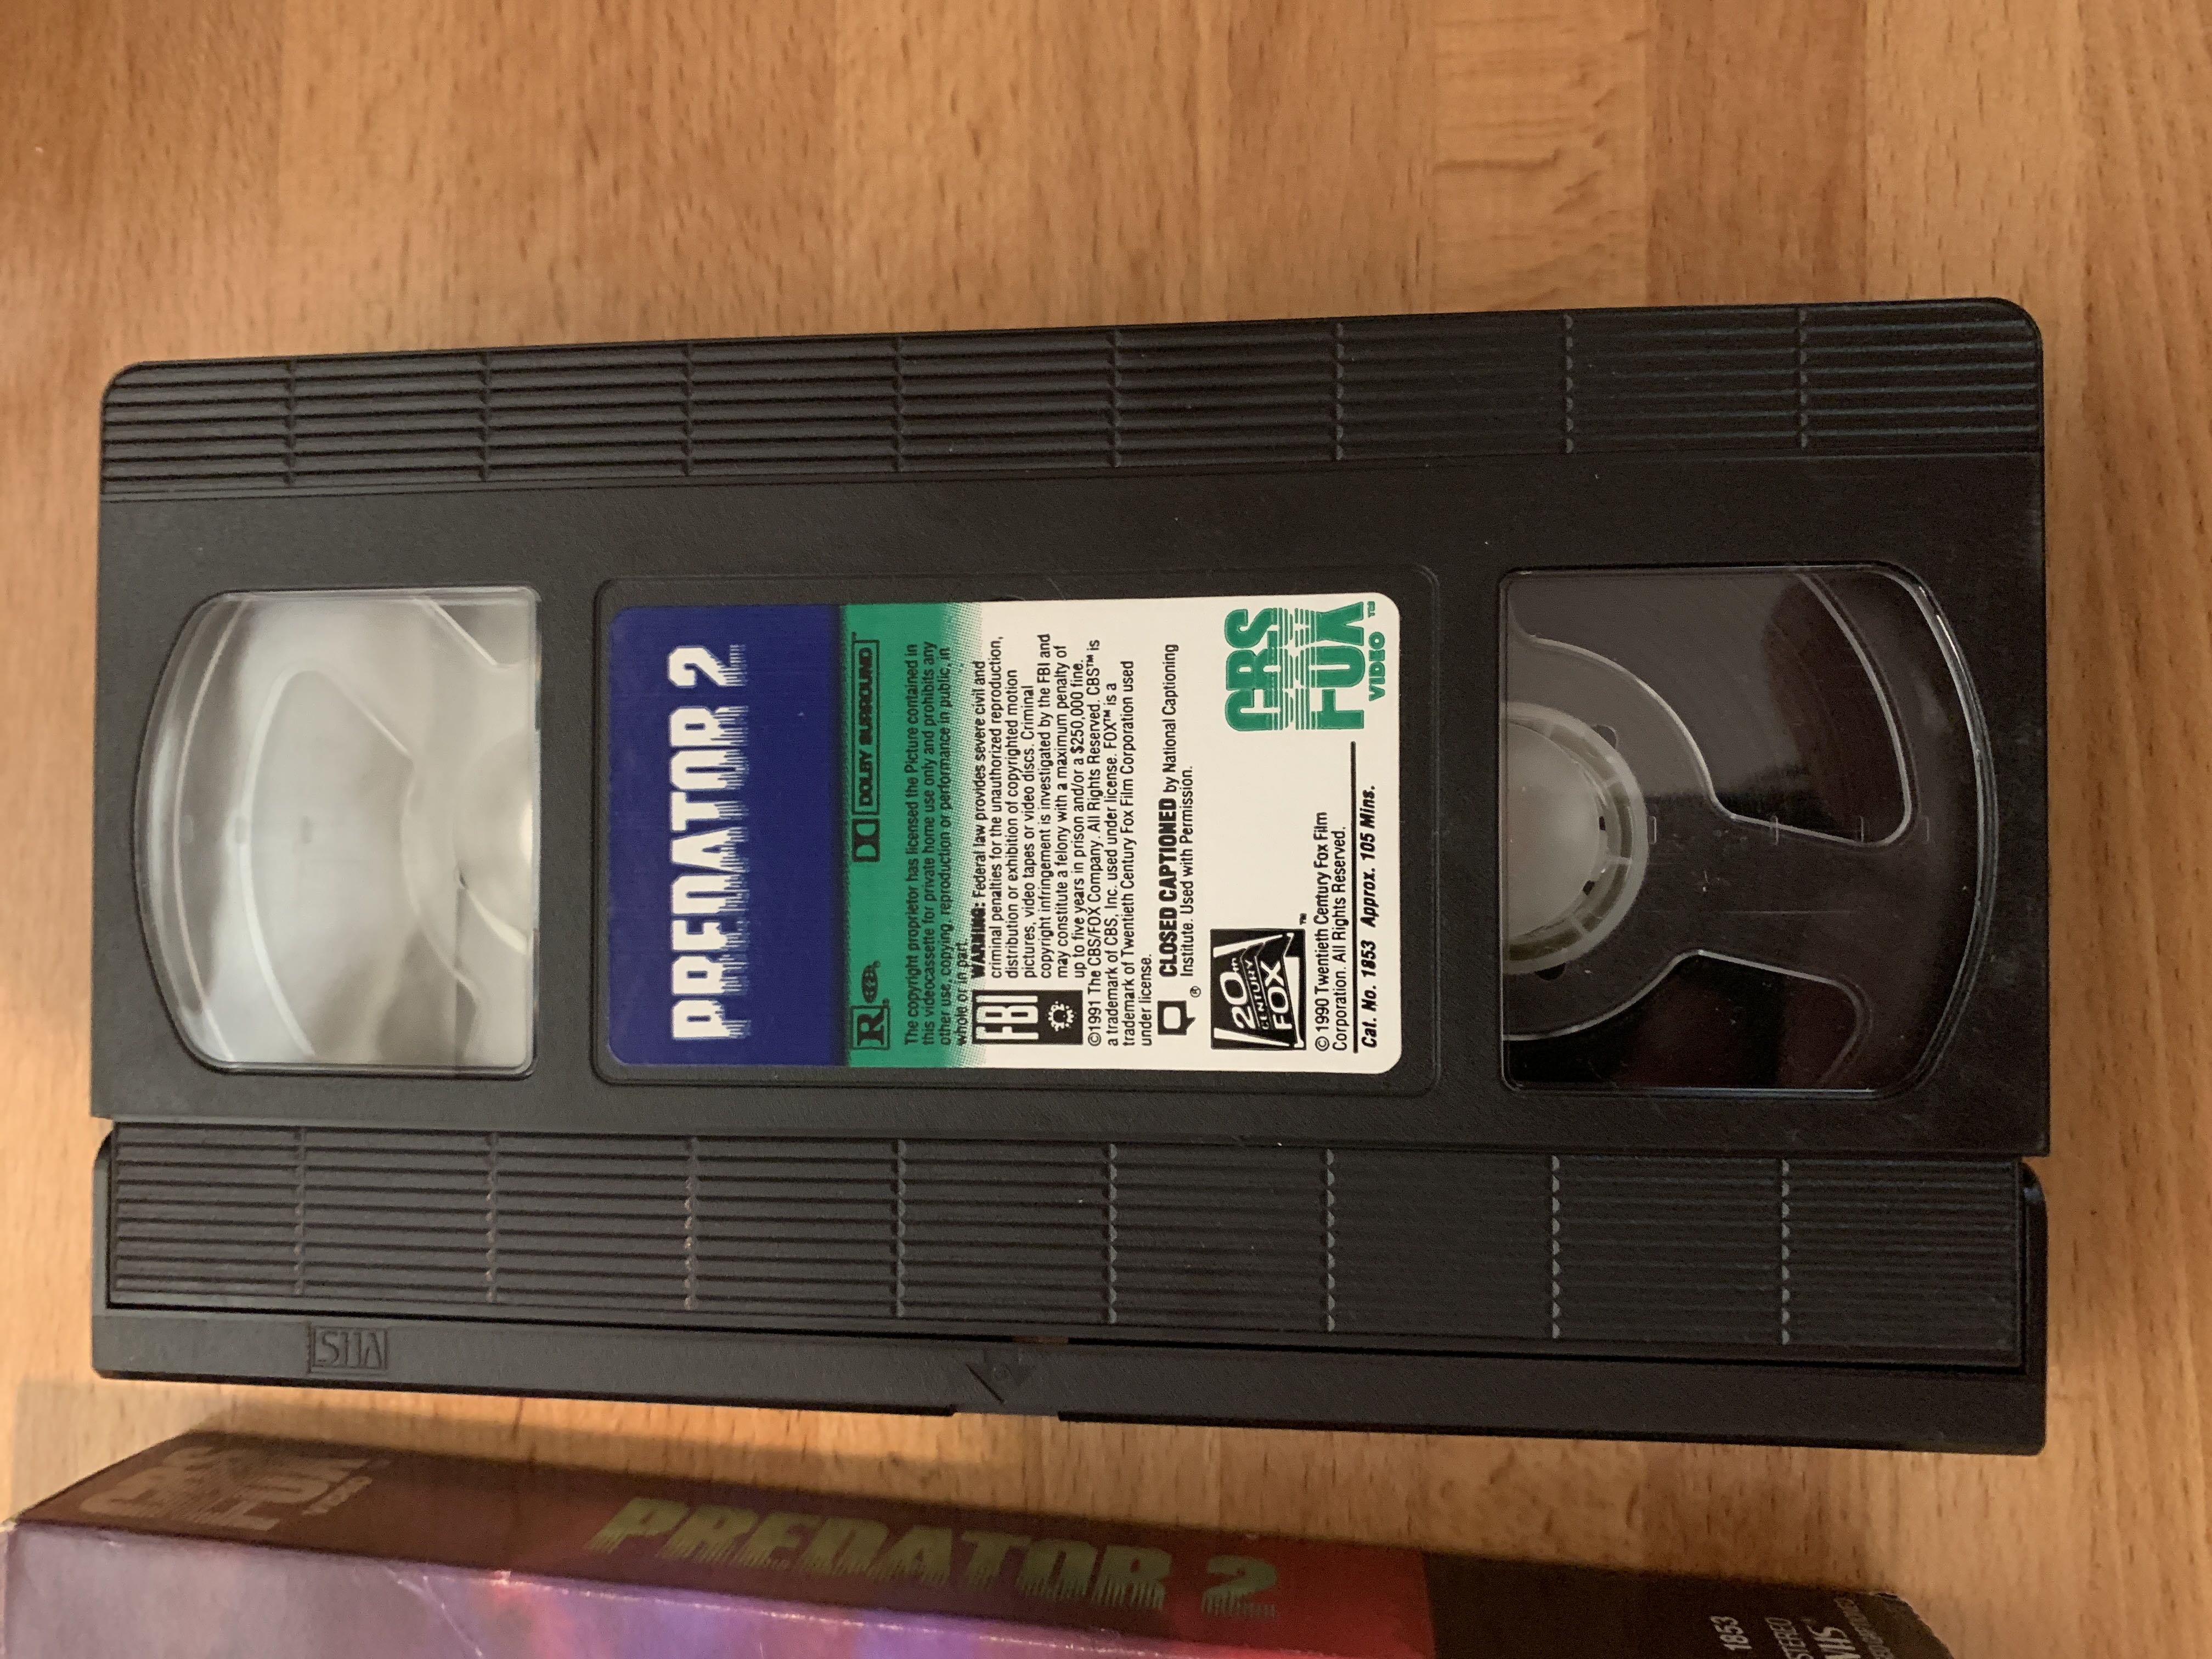 PREDATOR 2
R
DOLBY SURROUND™
The copyright proprietor has licensed the Picture contained in
this videocassette for private home use only and prohibits any
other use, copying, reproduction or performance in public, in
whole or in part.
FBI
WARNING: Federal law provides severe civil and
criminal penalties for the unauthorized reproduction,
distribution or exhibition of copyrighted motion
pictures, video tapes or video discs. Criminal
copyright infringement is investigated by the FBI and
may constitute a felony with a maximum penalty of
up to five years in prison and/or a $250,000 fine.
©1991 The CBS/FOX Company. All Rights Reserved. CBS™ is
a trademark of CBS, Inc. used under license. FOX™ is a
trademark of Twentieth Century Fox Film Corporation used
under license.
® CLOSED CAPTIONED by National Captioning
Institute. Used with Permission.
20th
CENTURY
FOX
™
CBS
FOX
VIDEO™
© 1990 Twentieth Century Fox Film
Corporation. All Rights Reserved.
Cat. No. 1853 Approx. 105 Mins.
VHS
CBS
FOX
VIDEO
PREDATOR 2
1853
STEREO
VHS